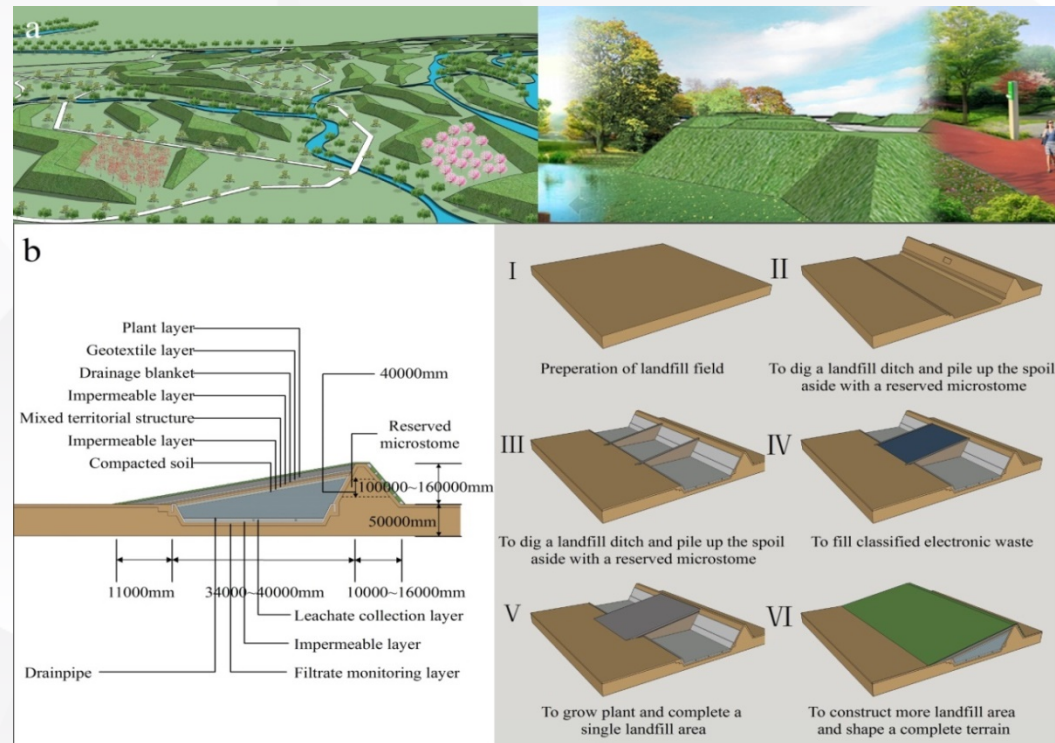 a
b
Plant layer
Geotextile layer
Drainage blanket
Impermeable layer
Mixed territorial structure
Impermeable layer
Compacted soil
40000mm
Reserved
microstome
100000~160000mm
50000mm
11000mm
34000~40000mm
10000~16000mm
Leachate collection layer
Impermeable layer
Drainpipe
Filtrate monitoring layer
I
Preperation of landfill field
II
To dig a landfill ditch and pile up the spoil
aside with a reserved microstome
III
To dig a landfill ditch and pile up the spoil
aside with a reserved microstome
IV
To fill classified electronic waste
V
To grow plant and complete a
single landfill area
VI
To construct more landfill area
and shape a complete terrain